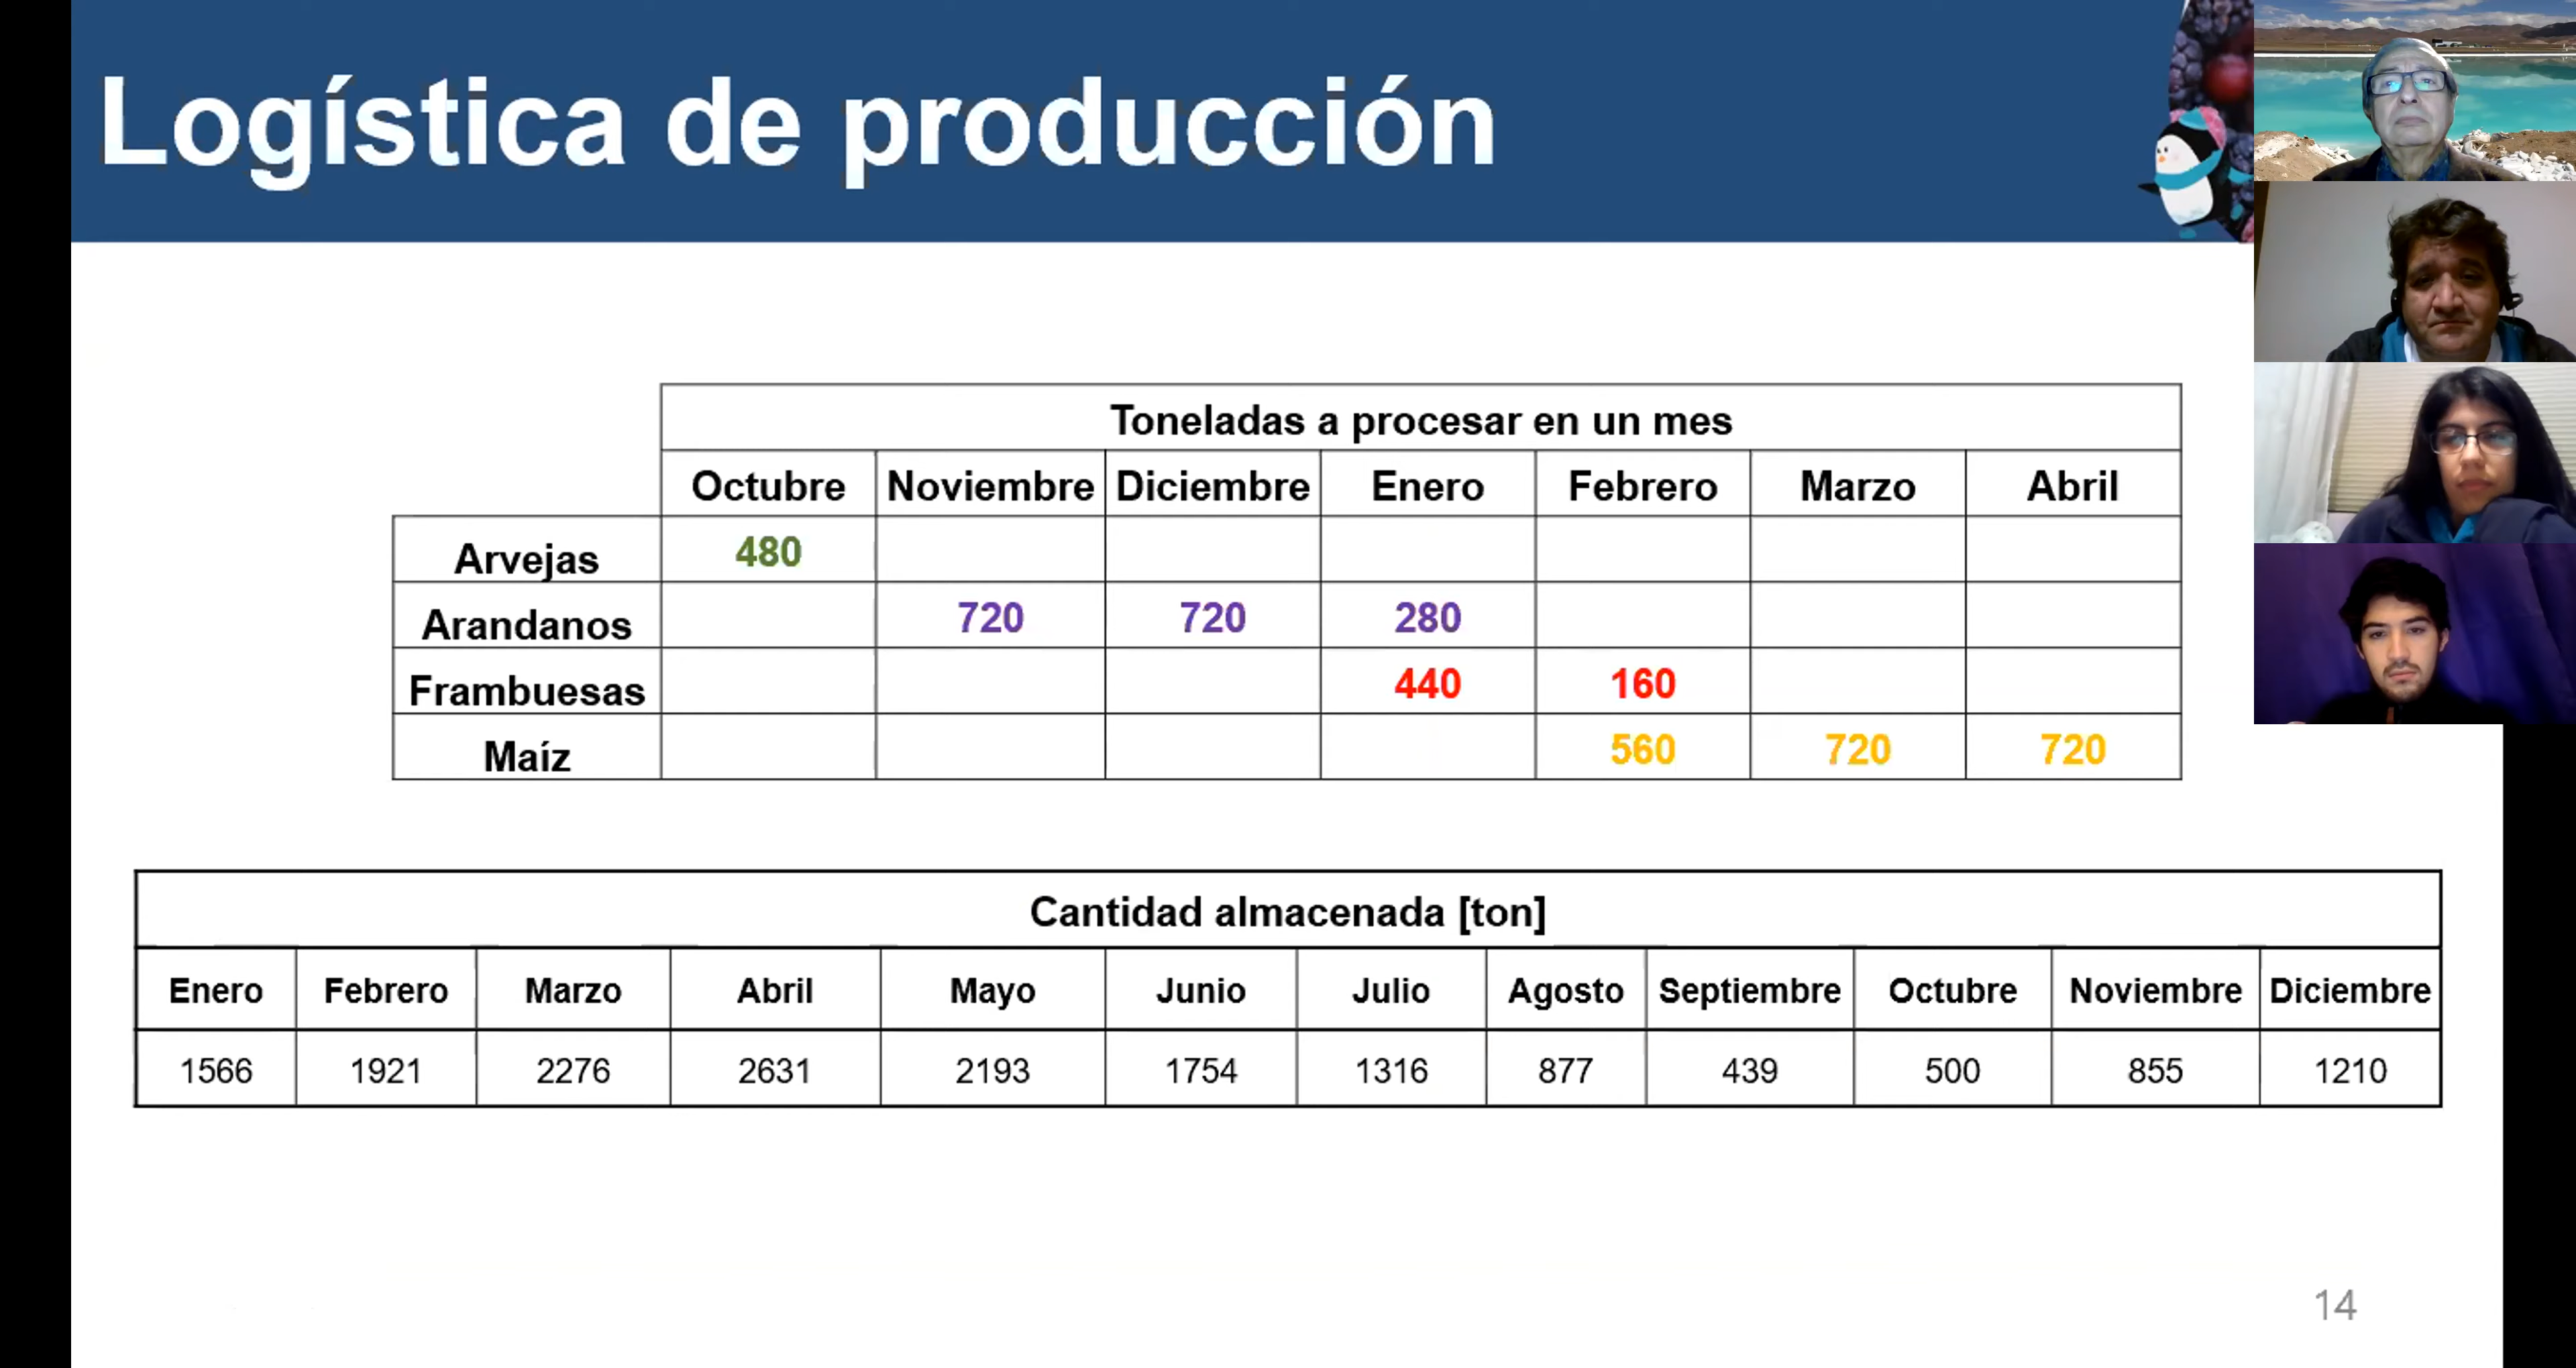 Logística de producción
Toneladas a procesar en un mes
Octubre Noviembre Diciembre Enero Febrero Marzo Abril
Arvejas 480
Arandanos 720 720 280
Frambuesas 440 160
Maíz 560 720 720
Cantidad almacenada [ton]
Enero Febrero Marzo Abril Mayo Junio Julio Agosto Septiembre Octubre Noviembre Diciembre
1566 1921 2276 2631 2193 1754 1316 877 439 500 855 1210
14